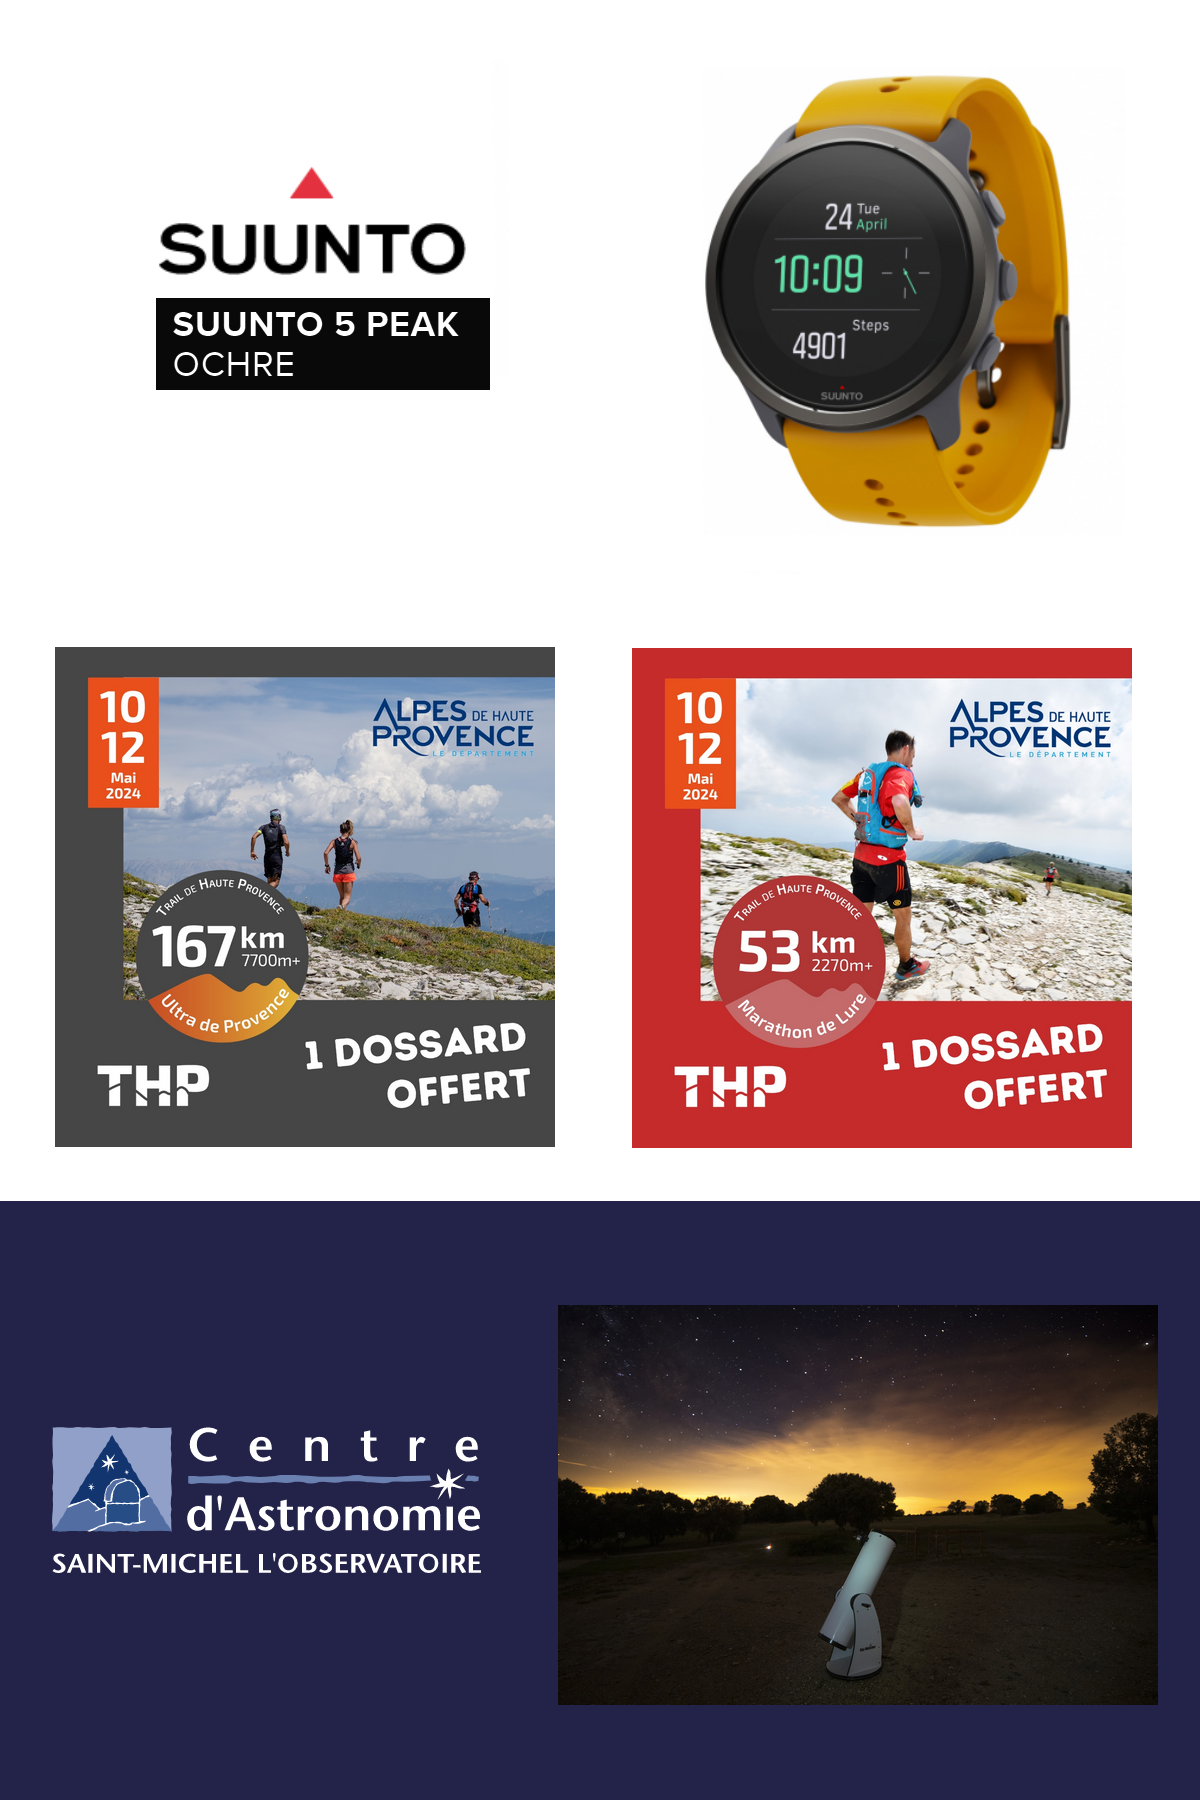 SUUNTO
SUUNTO 5 PEAK
OCHRE
24 Tue
April
10:09
Steps
4901
SUUNTO
10
12
Mai
2024
ALPES DE HAUTE
PROVENCE
LE DÉPARTEMENT
TRAIL DE HAUTE PROVENCE
167 km
7700m+
Ultra de Provence
1 DOSSARD
OFFERT
THP
10
12
Mai
2024
ALPES DE HAUTE
PROVENCE
LE DÉPARTEMENT
TRAIL DE HAUTE PROVENCE
53 km
2270m+
Marathon de Lure
1 DOSSARD
OFFERT
THP
Centre
d'Astronomie
SAINT-MICHEL L'OBSERVATOIRE